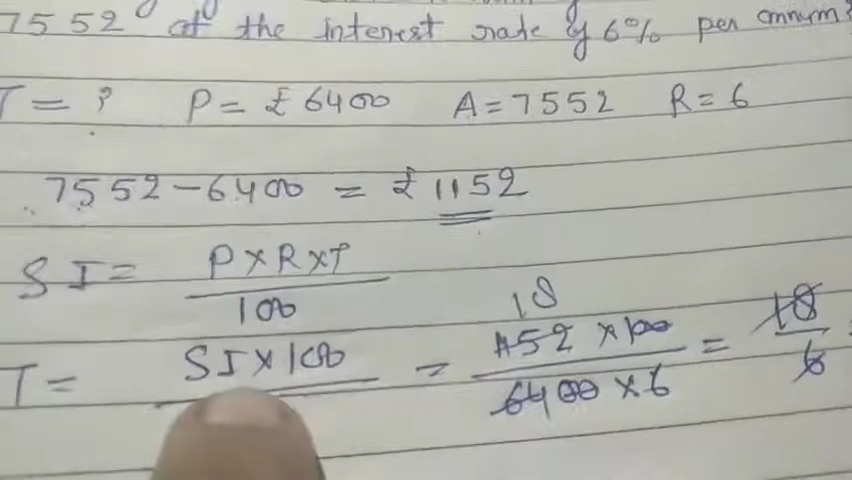 7552 at the interest rate of 6% per annum?
T = ? P = ₹ 6400 A = 7552 R = 6
7552 - 6400 = ₹ 1152
SI = P × R × T / 100
T = SI × 100 / = 1152 × 100 / 6400 × 6 = 18 / 6
18